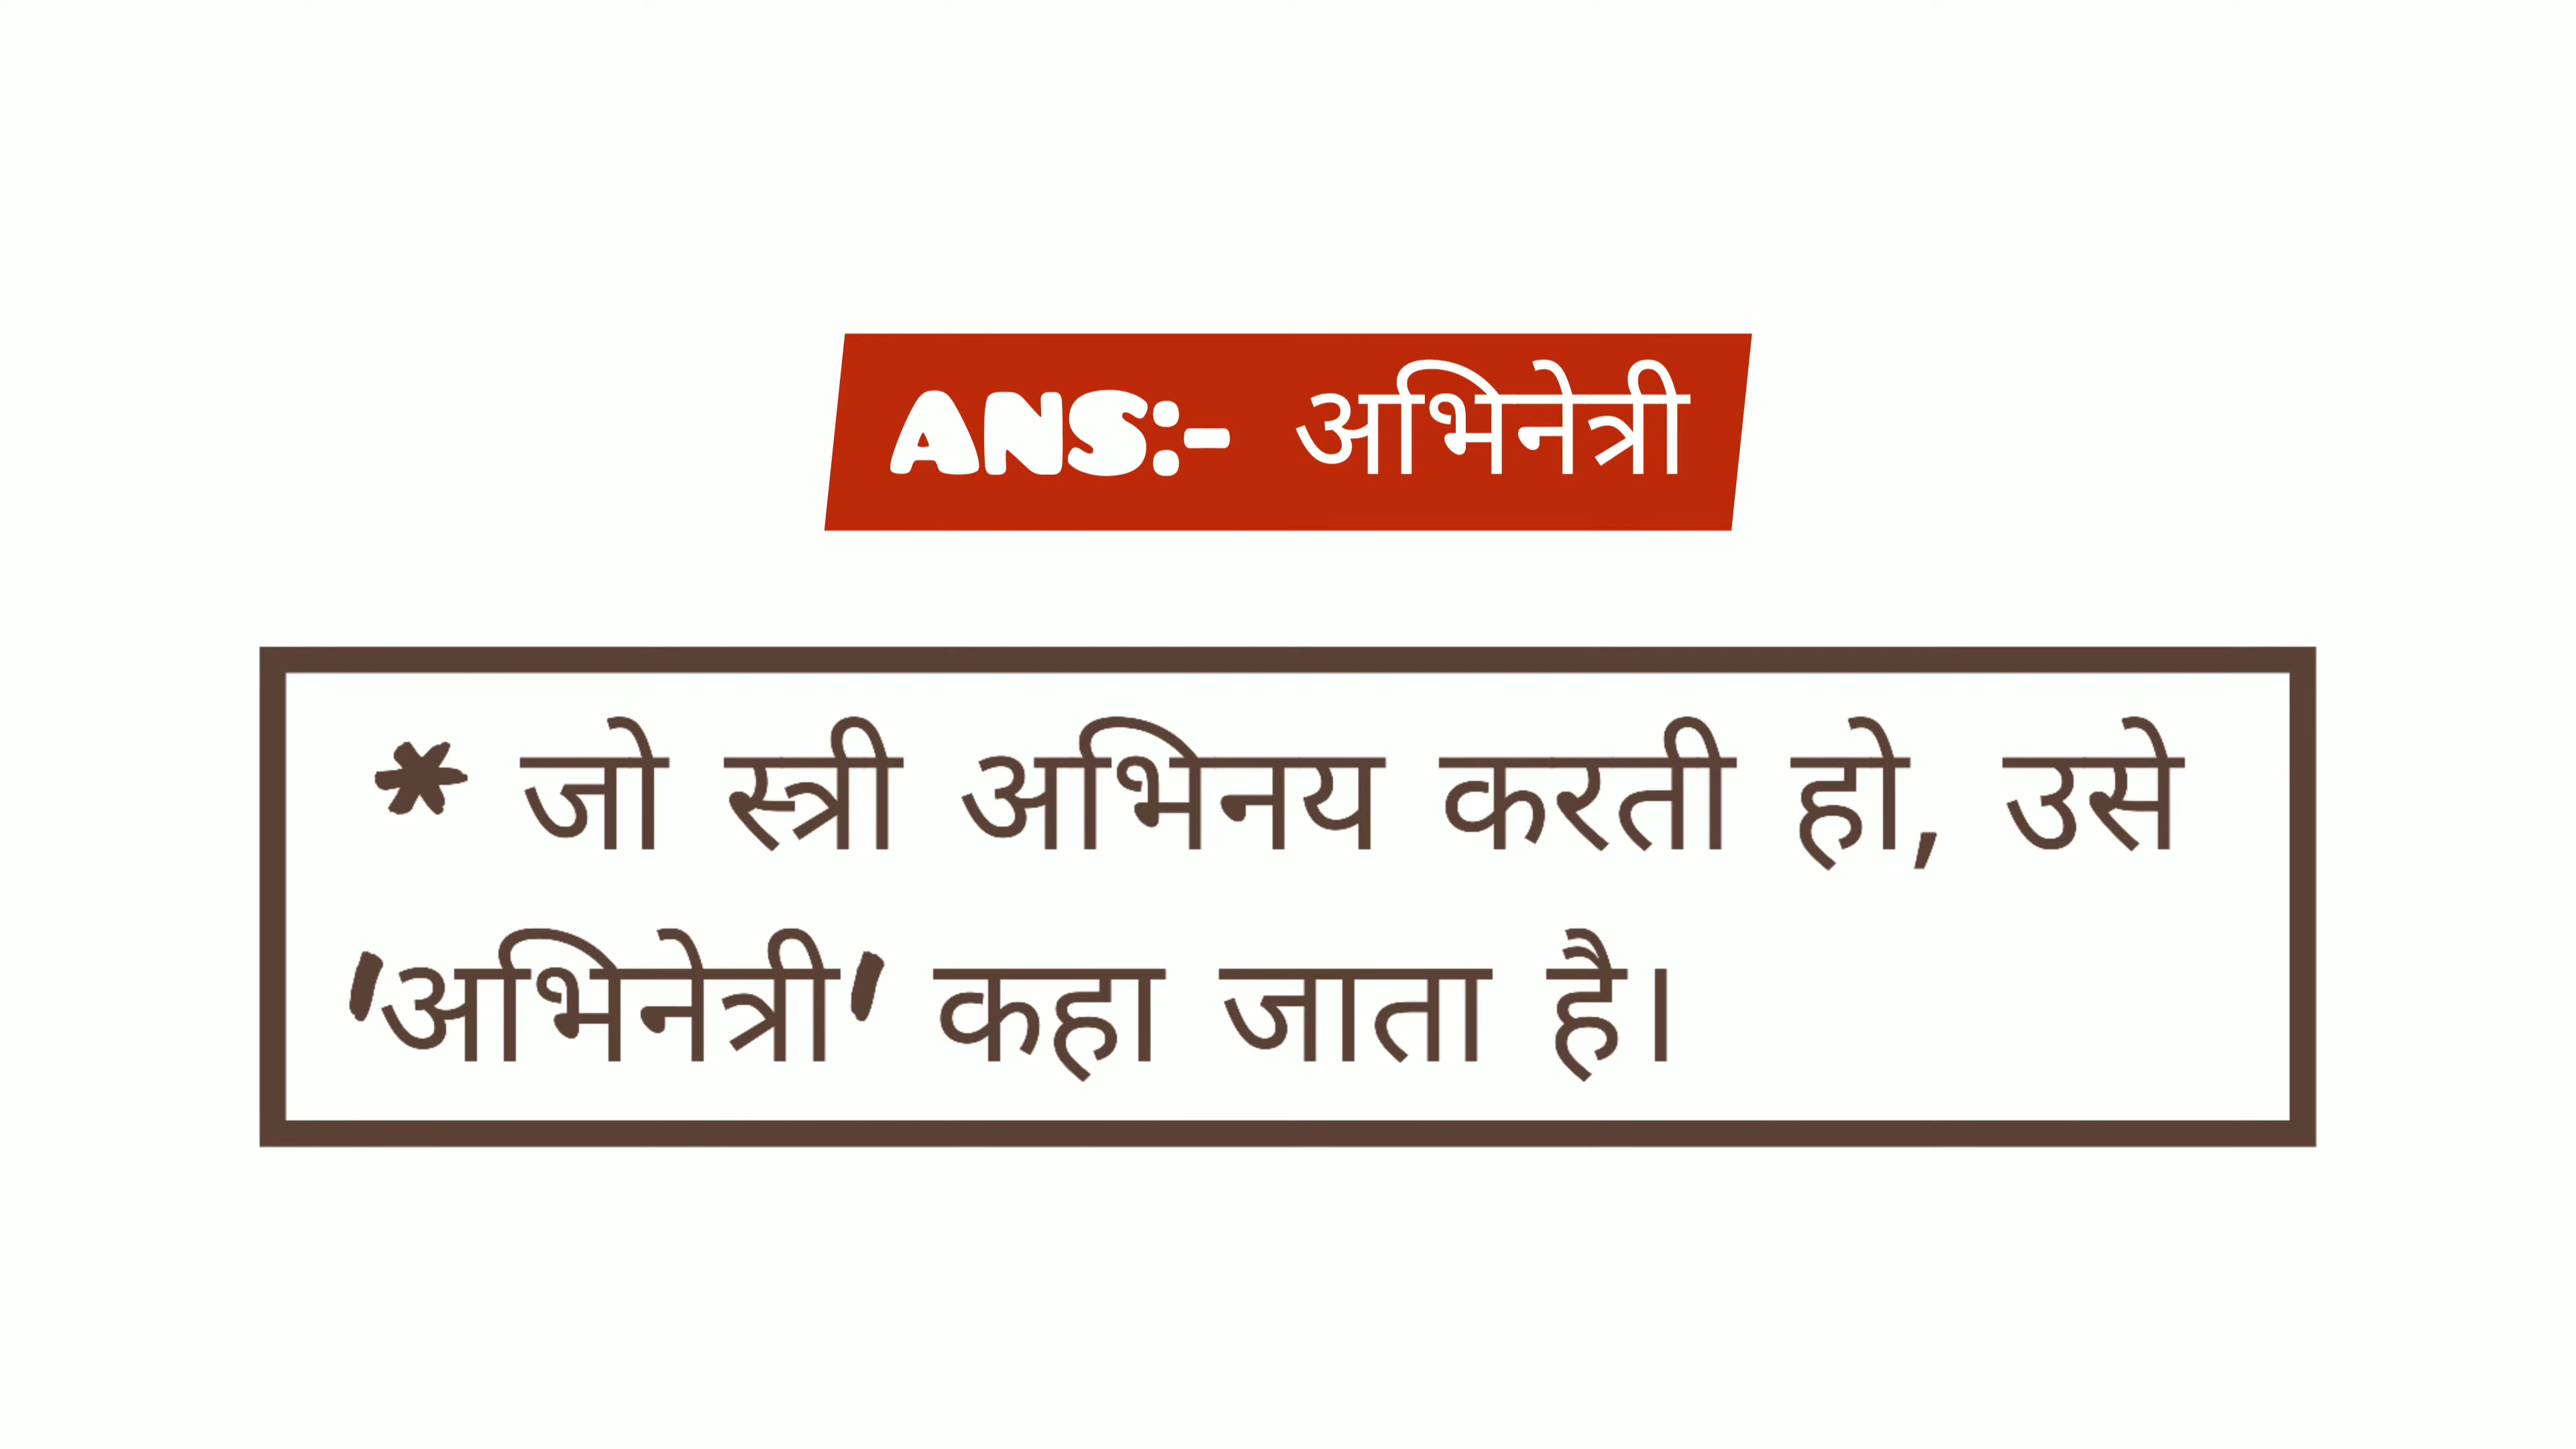 ANS:- अभिनेत्री
* जो स्त्री अभिनय करती हो, उसे
'अभिनेत्री' कहा जाता है।